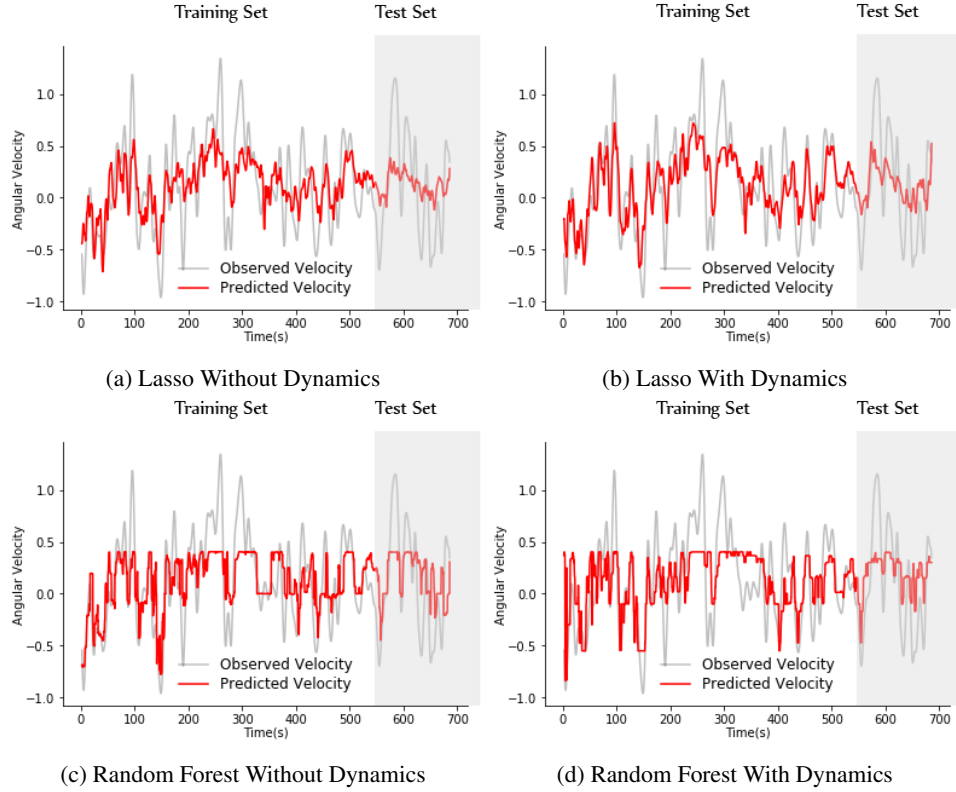 Training Set Test Set Training Set Test Set
1.0
0.5
0.0
−0.5
−1.0
Angular Velocity
Observed Velocity
Predicted Velocity
0 100 200 300 400 500 600 700
Time(s)
1.0
0.5
0.0
−0.5
−1.0
Angular Velocity
Observed Velocity
Predicted Velocity
0 100 200 300 400 500 600 700
Time(s)
(a) Lasso Without Dynamics (b) Lasso With Dynamics
Training Set Test Set Training Set Test Set
1.0
0.5
0.0
−0.5
−1.0
Angular Velocity
Observed Velocity
Predicted Velocity
0 100 200 300 400 500 600 700
Time(s)
1.0
0.5
0.0
−0.5
−1.0
Angular Velocity
Observed Velocity
Predicted Velocity
0 100 200 300 400 500 600 700
Time(s)
(c) Random Forest Without Dynamics (d) Random Forest With Dynamics